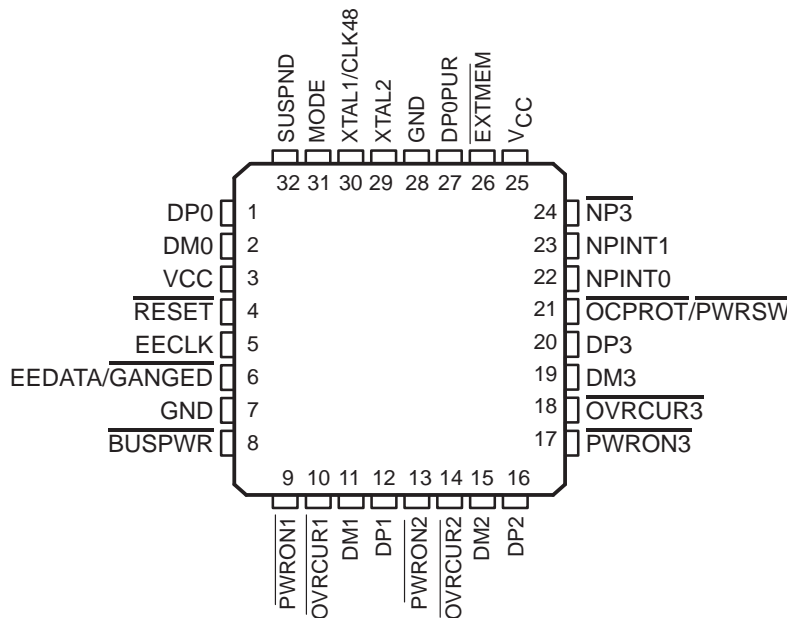 SUSPND
MODE
XTAL1/CLK48
XTAL2
GND
DP0PUR
EXTMEM
VCC
32 31 30 29 28 27 26 25
DP0 1
DM0 2
VCC 3
RESET 4
EECLK 5
EEDATA/GANGED 6
GND 7
BUSPWR 8
24 NP3
23 NPINT1
22 NPINT0
21 OCPROT/PWRSW
20 DP3
19 DM3
18 OVRCUR3
17 PWRON3
9 10 11 12 13 14 15 16
PWRON1
OVRCUR1
DM1
DP1
PWRON2
OVRCUR2
DM2
DP2